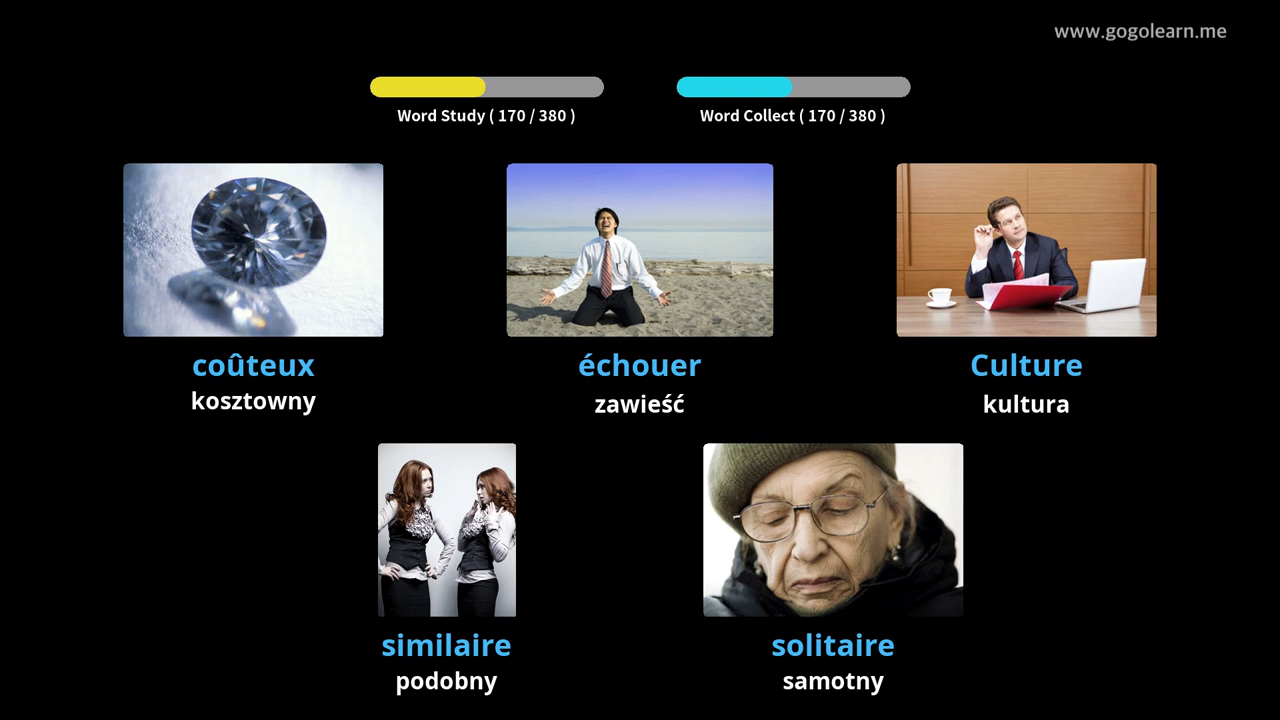 www.gogolearn.me
Word Study ( 170 / 380 )
Word Collect ( 170 / 380 )
coûteux
kosztowny
échouer
zawieść
Culture
kultura
similaire
podobny
solitaire
samotny